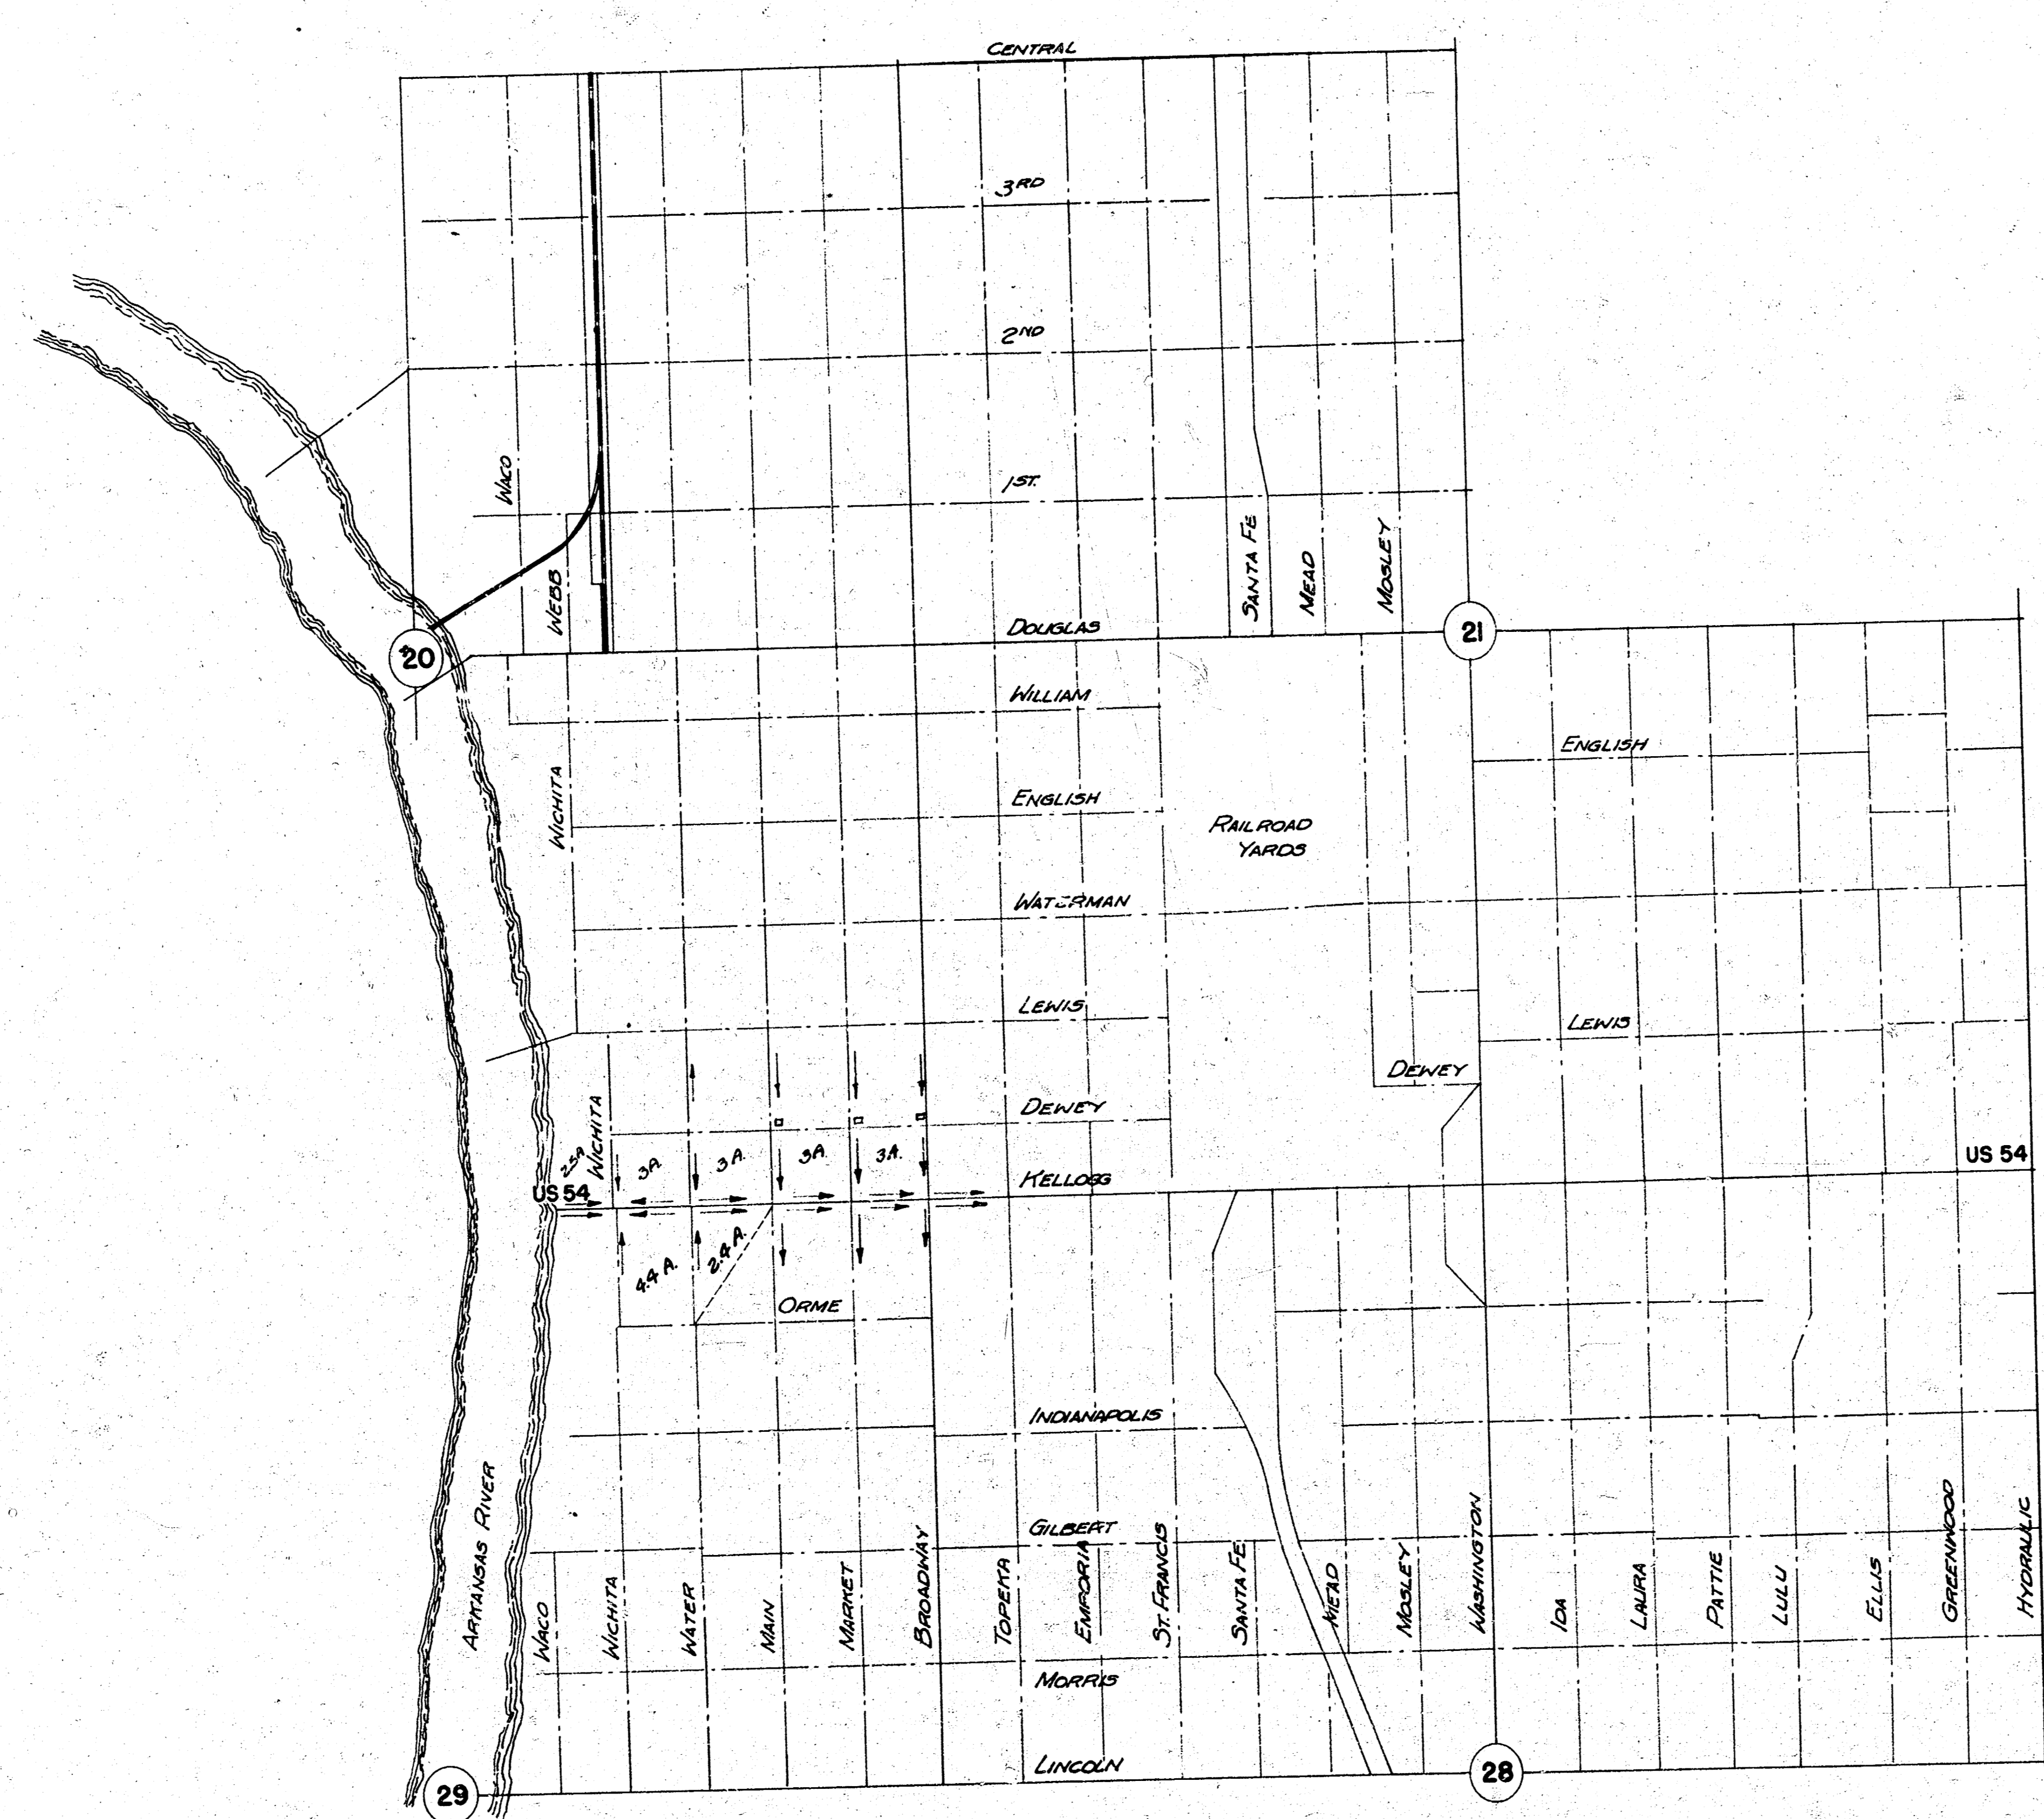 CENTRAL
3RD
2ND
1ST.
WACO
WEBB
SANTA FE
MEAD
MOSLEY
DOUGLAS
20
21
WILLIAM
WICHITA
ENGLISH
ENGLISH
RAILROAD
YARDS
WATERMAN
LEWIS
LEWIS
DEWEY
DEWEY
WICHITA
2.5A
3A.
3A.
3A.
3A.
US 54
KELLOGG
US 54
4.4 A.
2.4 A.
ORME
INDIANAPOLIS
GILBERT
ARKANSAS RIVER
WACO
WICHITA
WATER
MAIN
MARKET
BROADWAY
TOPEKA
EMPORIA
ST. FRANCIS
SANTA FE
MEAD
MOSLEY
WASHINGTON
IDA
LAURA
PATTIE
LULU
ELLIS
GREENWOOD
HYDRAULIC
MORRIS
LINCOLN
29
28